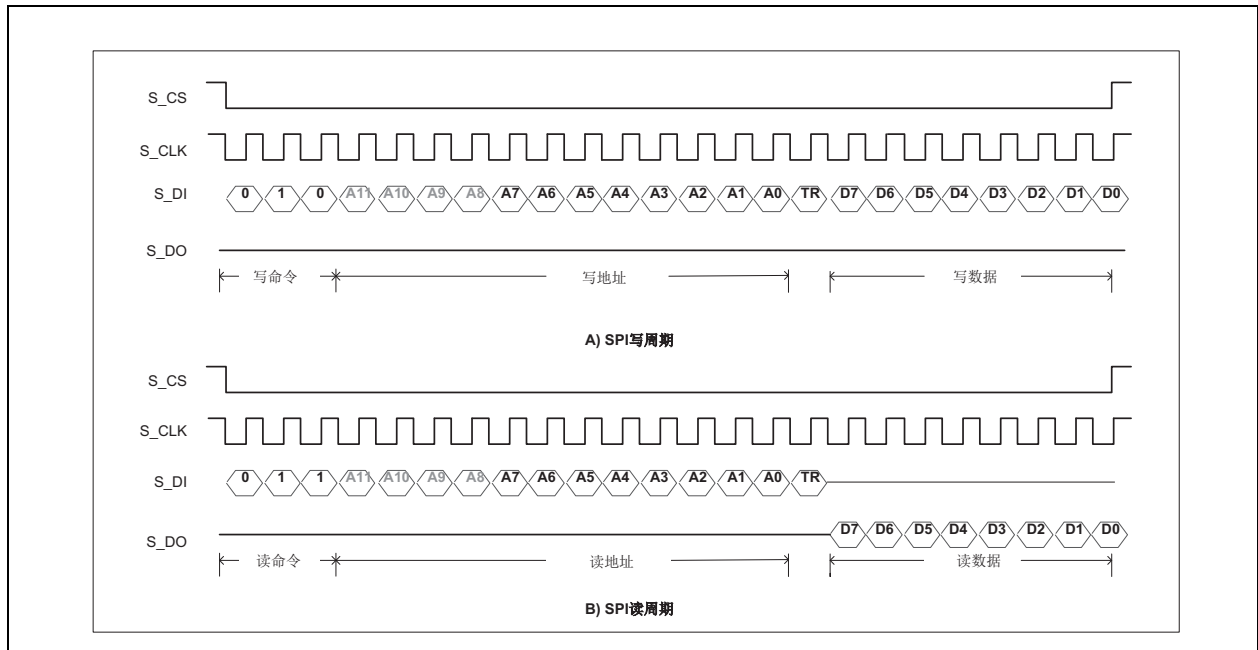 S_CS
S_CLK
S_DI 0 1 0 A11 A10 A9 A8 A7 A6 A5 A4 A3 A2 A1 A0 TR D7 D6 D5 D4 D3 D2 D1 D0
S_DO
写命令 写地址 写数据
A) SPI写周期
S_CS
S_CLK
S_DI 0 1 1 A11 A10 A9 A8 A7 A6 A5 A4 A3 A2 A1 A0 TR
S_DO D7 D6 D5 D4 D3 D2 D1 D0
读命令 读地址 读数据
B) SPI读周期